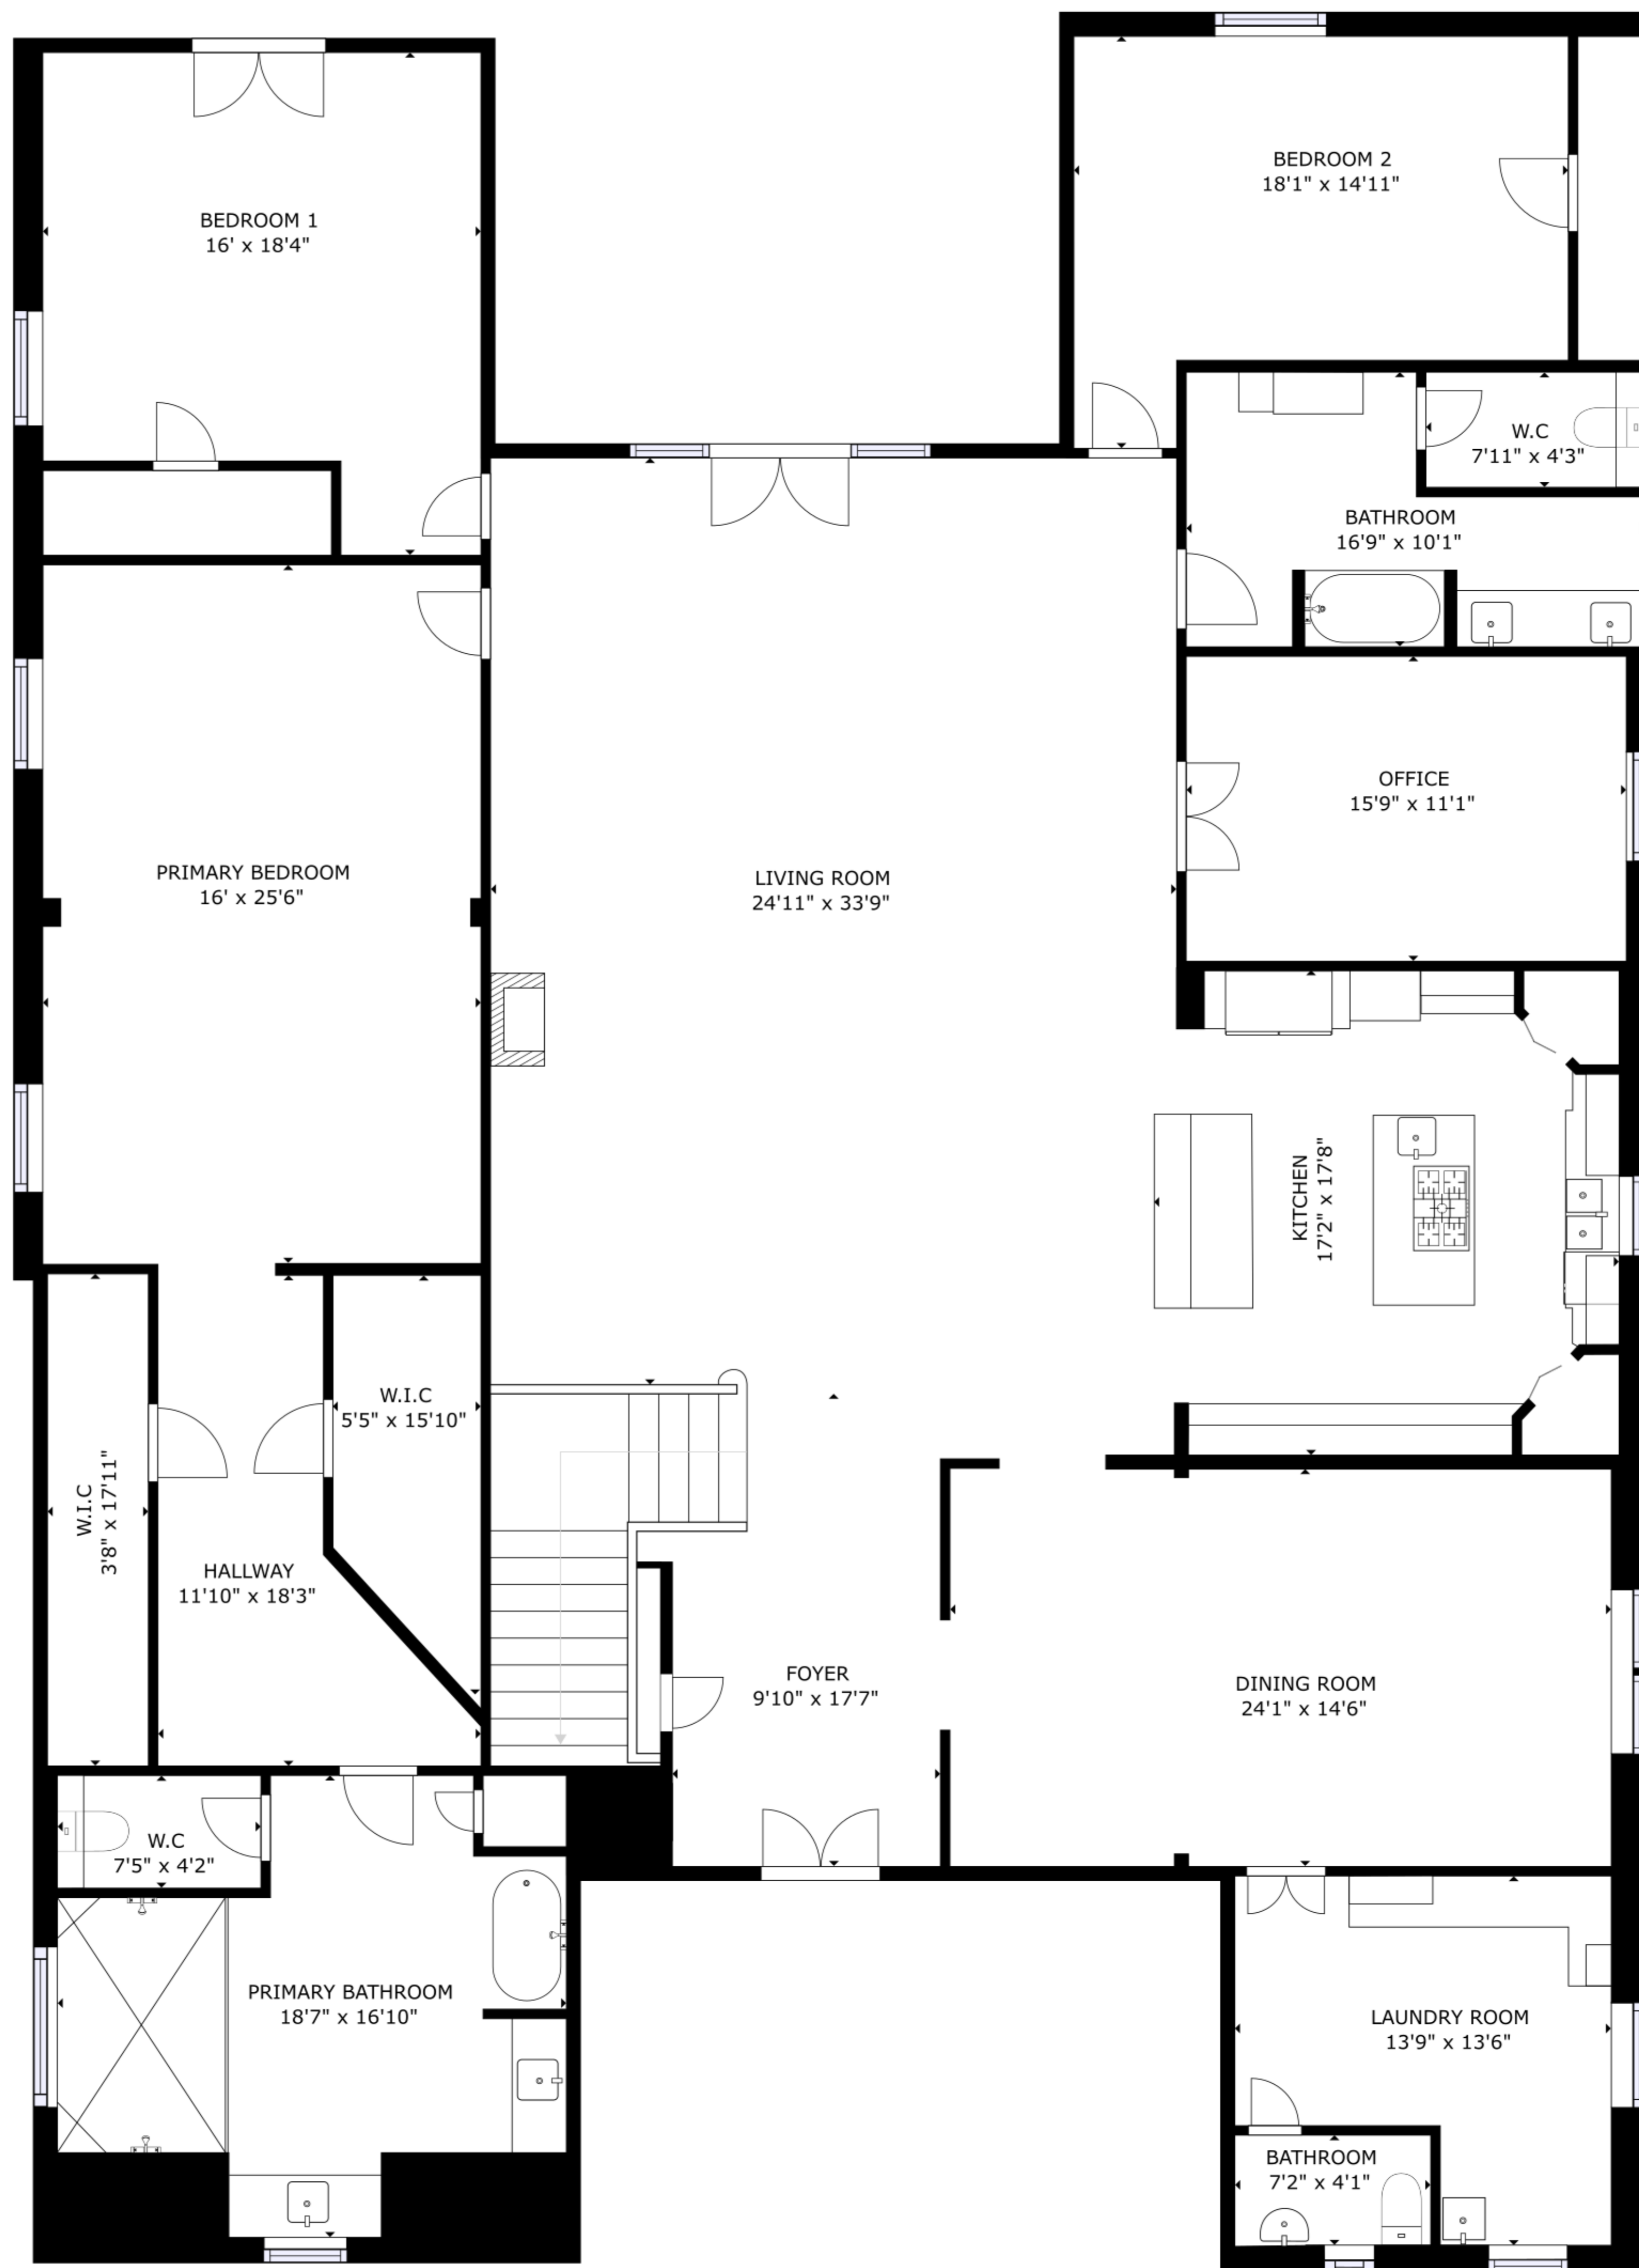 BEDROOM 2
18'1" x 14'11"
BEDROOM 1
16' x 18'4"
W.C
7'11" x 4'3"
BATHROOM
16'9" x 10'1"
OFFICE
15'9" x 11'1"
PRIMARY BEDROOM
16' x 25'6"
LIVING ROOM
24'11" x 33'9"
KITCHEN
17'2" x 17'8"
W.I.C
5'5" x 15'10"
W.I.C
3'8" x 17'11"
HALLWAY
11'10" x 18'3"
FOYER
9'10" x 17'7"
DINING ROOM
24'1" x 14'6"
W.C
7'5" x 4'2"
PRIMARY BATHROOM
18'7" x 16'10"
LAUNDRY ROOM
13'9" x 13'6"
BATHROOM
7'2" x 4'1"